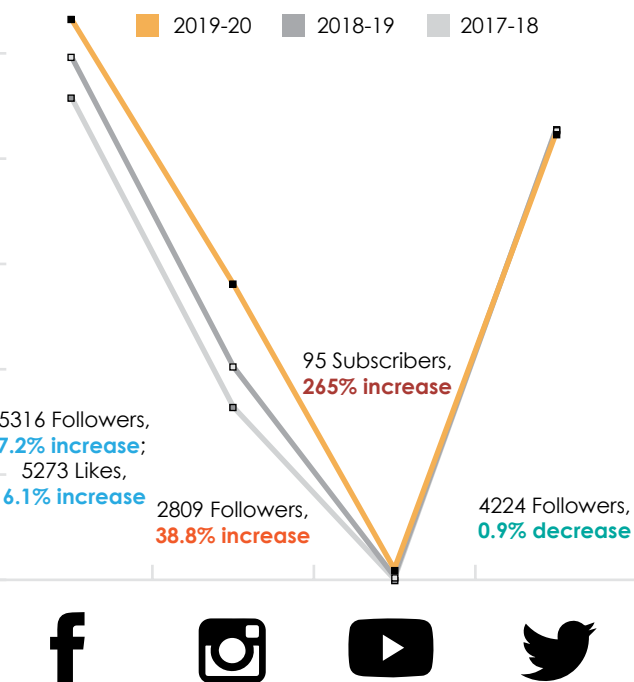 2019-20 2018-19 2017-18
95 Subscribers,
265% increase
5316 Followers,
7.2% increase;
5273 Likes,
6.1% increase
2809 Followers,
38.8% increase
4224 Followers,
0.9% decrease